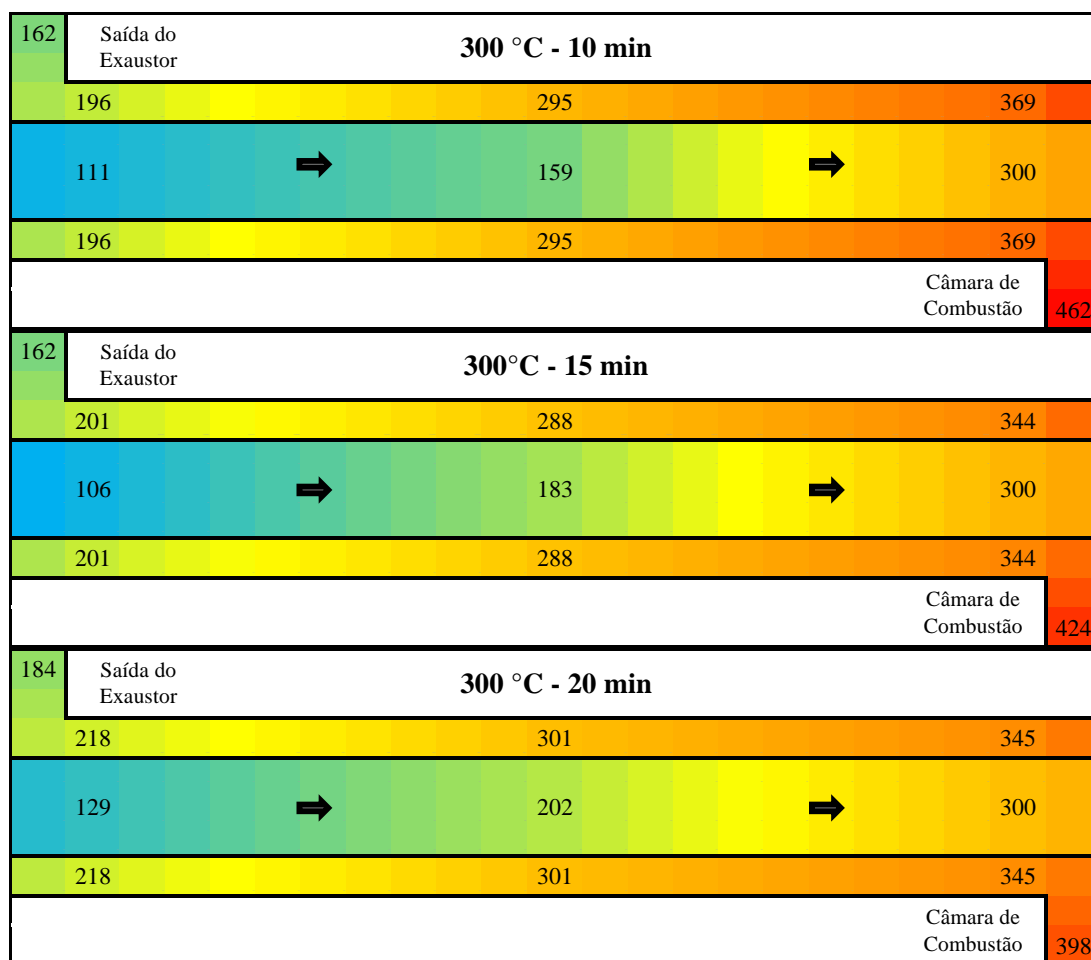 162
Saída do
Exaustor
300 °C - 10 min
196 295 369
111 159 300
196 295 369
Câmara de
Combustão
462
162
Saída do
Exaustor
300°C - 15 min
201 288 344
106 183 300
201 288 344
Câmara de
Combustão
424
184
Saída do
Exaustor
300 °C - 20 min
218 301 345
129 202 300
218 301 345
Câmara de
Combustão
398